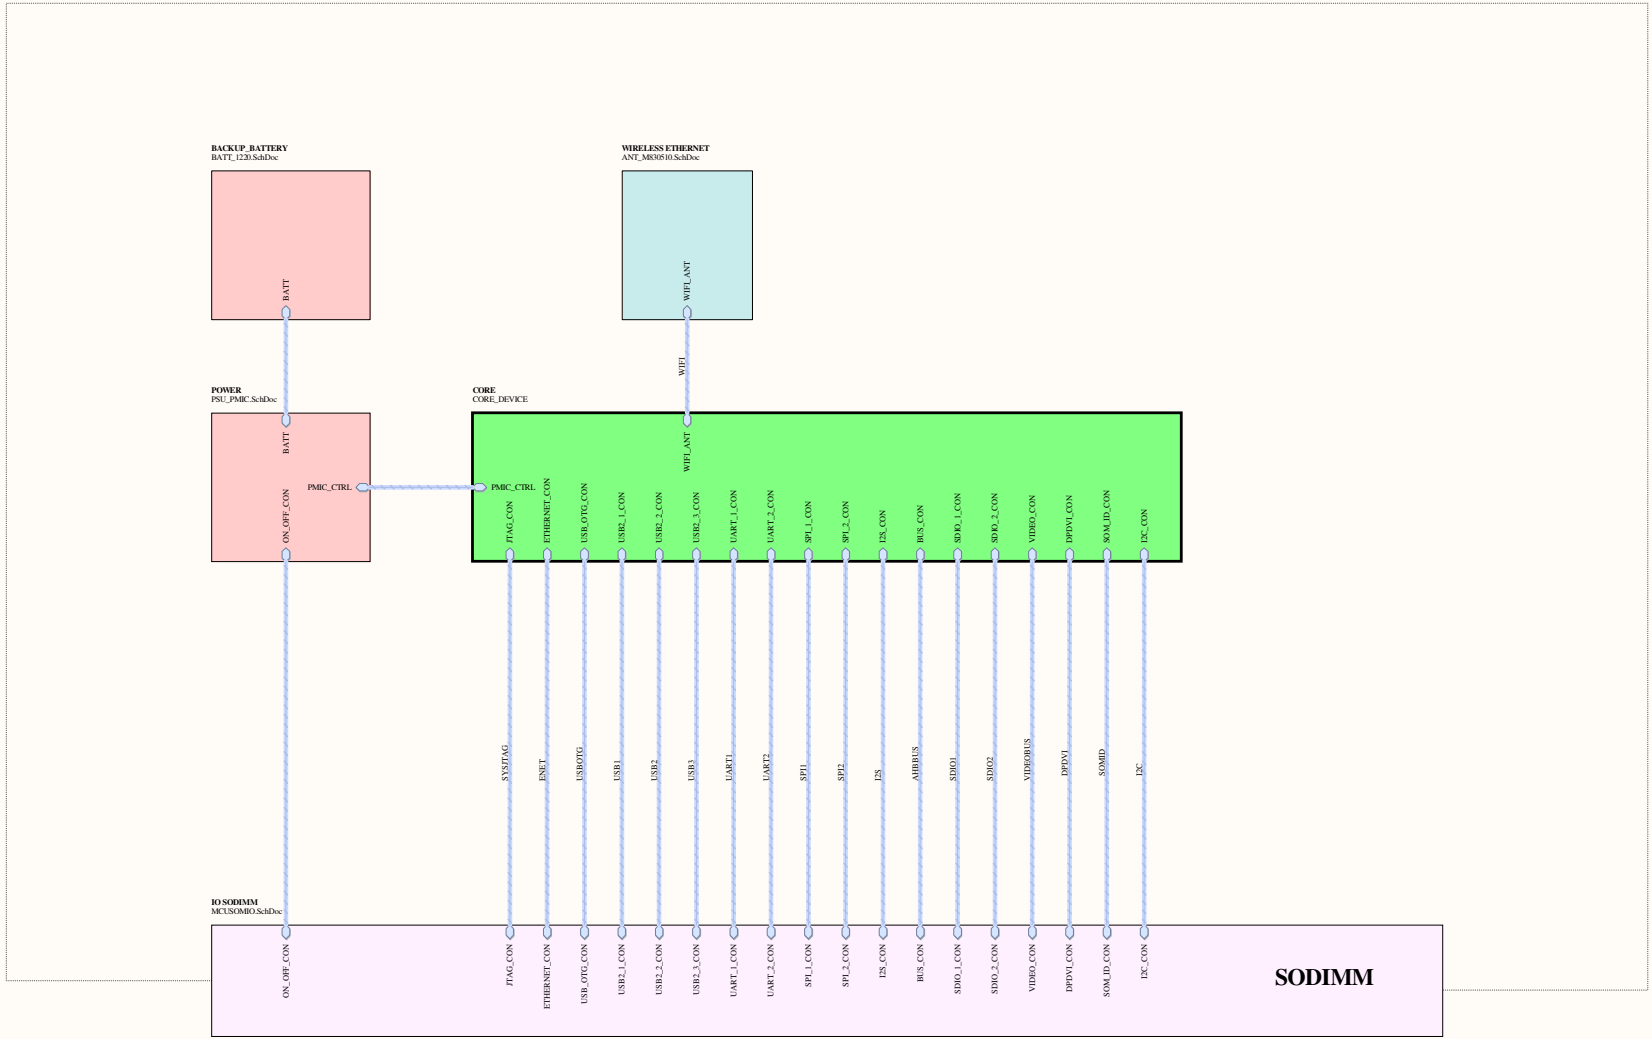 BACKUP_BATTERY
BATT_1220.SchDoc
BATT
WIRELESS ETHERNET
ANT_M830510.SchDoc
WIFI_ANT
WIFI
POWER
PSU_PMIC.SchDoc
BATT
PMIC_CTRL
ON_OFF_CON
CORE
CORE_DEVICE
WIFI_ANT
PMIC_CTRL
JTAG_CON
ETHERNET_CON
USB_OTG_CON
USB2_1_CON
USB2_2_CON
USB2_3_CON
UART_1_CON
UART_2_CON
SPI_1_CON
SPI_2_CON
I2S_CON
BUS_CON
SDIO_1_CON
SDIO_2_CON
VIDEO_CON
DPDVI_CON
SOM_ID_CON
I2C_CON
SYSJTAG
ENET
USBOTG
USB1
USB2
USB3
UART1
UART2
SPI1
SPI2
I2S
AHBBUS
SDIO1
SDIO2
VIDEOBUS
DPDVI
SOMID
I2C
IO SODIMM
MCUSOMIO.SchDoc
ON_OFF_CON
JTAG_CON
ETHERNET_CON
USB_OTG_CON
USB2_1_CON
USB2_2_CON
USB2_3_CON
UART_1_CON
UART_2_CON
SPI_1_CON
SPI_2_CON
I2S_CON
BUS_CON
SDIO_1_CON
SDIO_2_CON
VIDEO_CON
DPDVI_CON
SOM_ID_CON
I2C_CON
SODIMM